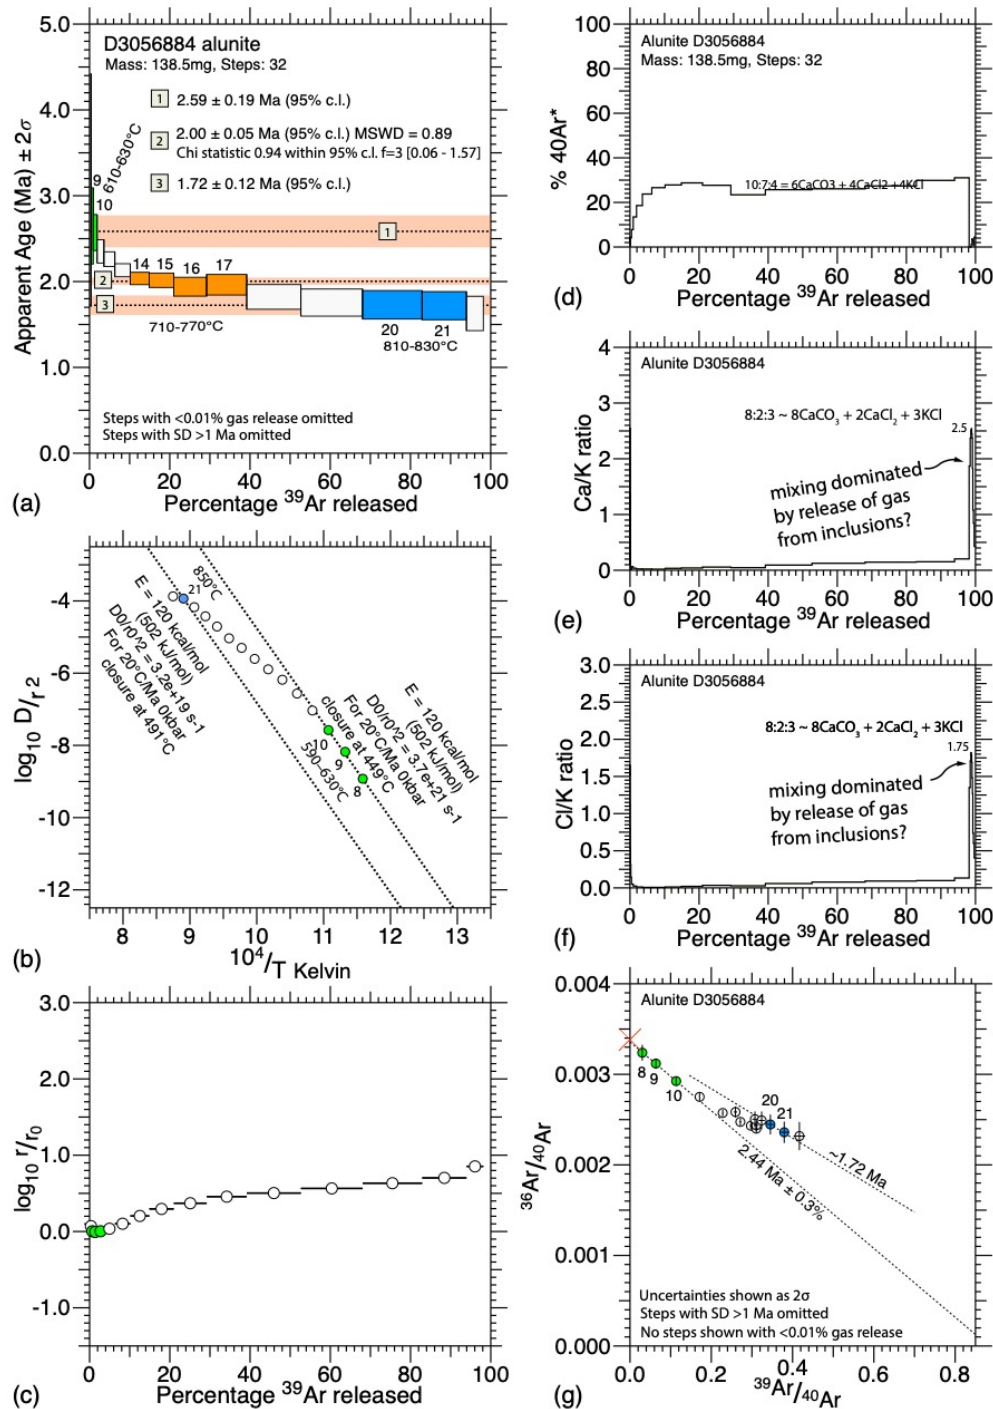 5.0
4.0
3.0
2.0
1.0
0.0
Apparent Age (Ma) ± 2σ
D3056884 alunite
Mass: 138.5mg, Steps: 32
1 2.59 ± 0.19 Ma (95% c.l.)
2 2.00 ± 0.05 Ma (95% c.l.) MSWD = 0.89
Chi statistic 0.94 within 95% c.l. f=3 [0.06 - 1.57]
3 1.72 ± 0.12 Ma (95% c.l.)
610-630°C
9
10
1
2
3
14 15 16 17
710-770°C
20 21
810-830°C
Steps with <0.01% gas release omitted
Steps with SD >1 Ma omitted
0 20 40 60 80 100
Percentage 39Ar released
(a)
-4
-6
-8
-10
-12
log10 D/r2
850°C
21
E = 120 kcal/mol
(502 kJ/mol)
D0/r0^2 = 3.2e+19 s-1
For 20°C/Ma 0kbar
closure at 491°C
E = 120 kcal/mol
(502 kJ/mol)
D0/r0^2 = 3.7e+21 s-1
For 20°C/Ma 0kbar
closure at 449°C
590-630°C
10
9
8
8 9 10 11 12 13
10^4/T Kelvin
(b)
3.0
2.0
1.0
0.0
-1.0
log10 r/r0
0 20 40 60 80 100
Percentage 39Ar released
(c)
100
80
60
40
20
0
% 40Ar*
Alunite D3056884
Mass: 138.5mg, Steps: 32
10:7:4 = 6CaCO3 + 4CaCl2 +4KCl
0 20 40 60 80 100
Percentage 39Ar released
(d)
4
3
2
1
0
Ca/K ratio
Alunite D3056884
8:2:3 ~ 8CaCO3 + 2CaCl2 + 3KCl
2.5
mixing dominated
by release of gas
from inclusions?
0 20 40 60 80 100
Percentage 39Ar released
(e)
3.0
2.5
2.0
1.5
1.0
0.5
0.0
Cl/K ratio
Alunite D3056884
8:2:3 ~ 8CaCO3 + 2CaCl2 + 3KCl
1.75
mixing dominated
by release of gas
from inclusions?
0 20 40 60 80 100
Percentage 39Ar released
(f)
0.004
0.003
0.002
0.001
0.000
36Ar/40Ar
Alunite D3056884
8
9
10
20
21
~1.72 Ma
2.44 Ma ± 0.3%
Uncertainties shown as 2σ
Steps with SD >1 Ma omitted
No steps shown with <0.01% gas release
0.0 0.2 0.4 0.6 0.8
39Ar/40Ar
(g)